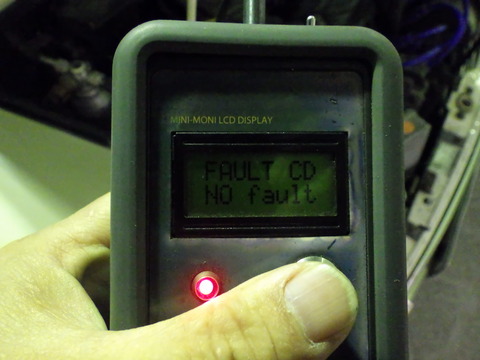 MINI-MONI LCD DISPLAY
FAULT CD
NO fault